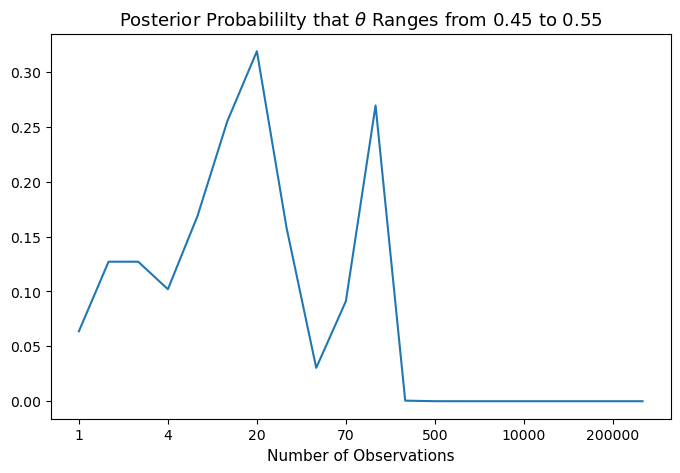 Posterior Probabililty that θ Ranges from 0.45 to 0.55
0.30
0.25
0.20
0.15
0.10
0.05
0.00
1 4 20 70 500 10000 200000
Number of Observations